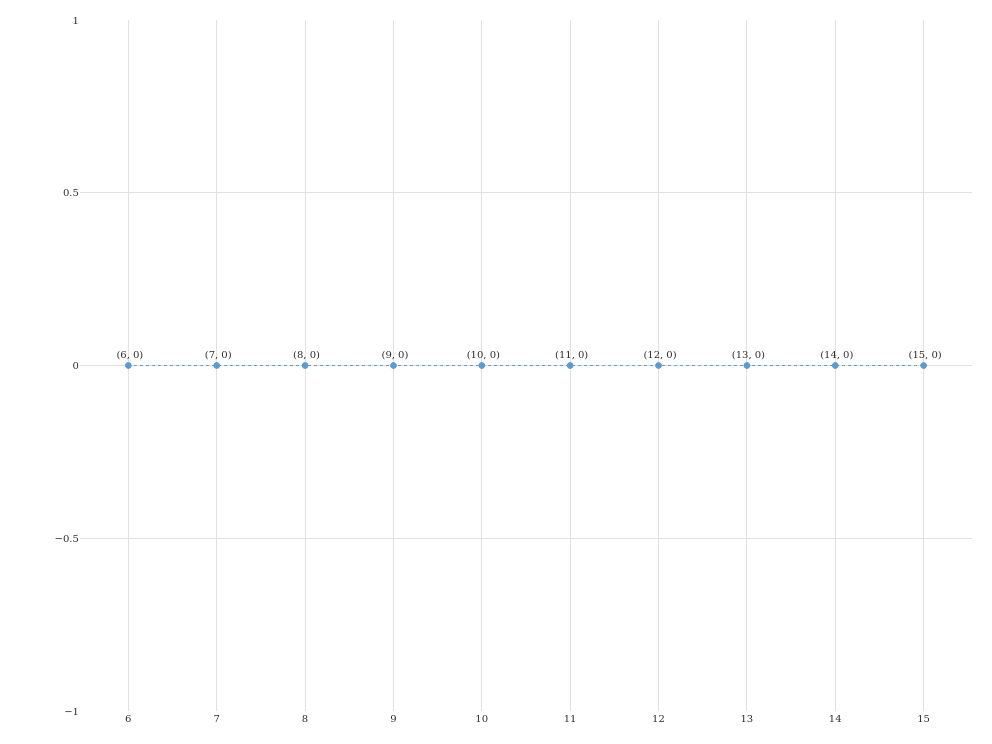 1
0.5
(6, 0) (7, 0) (8, 0) (9, 0) (10, 0) (11, 0) (12, 0) (13, 0) (14, 0) (15, 0)
0
−0.5
−1
6 7 8 9 10 11 12 13 14 15